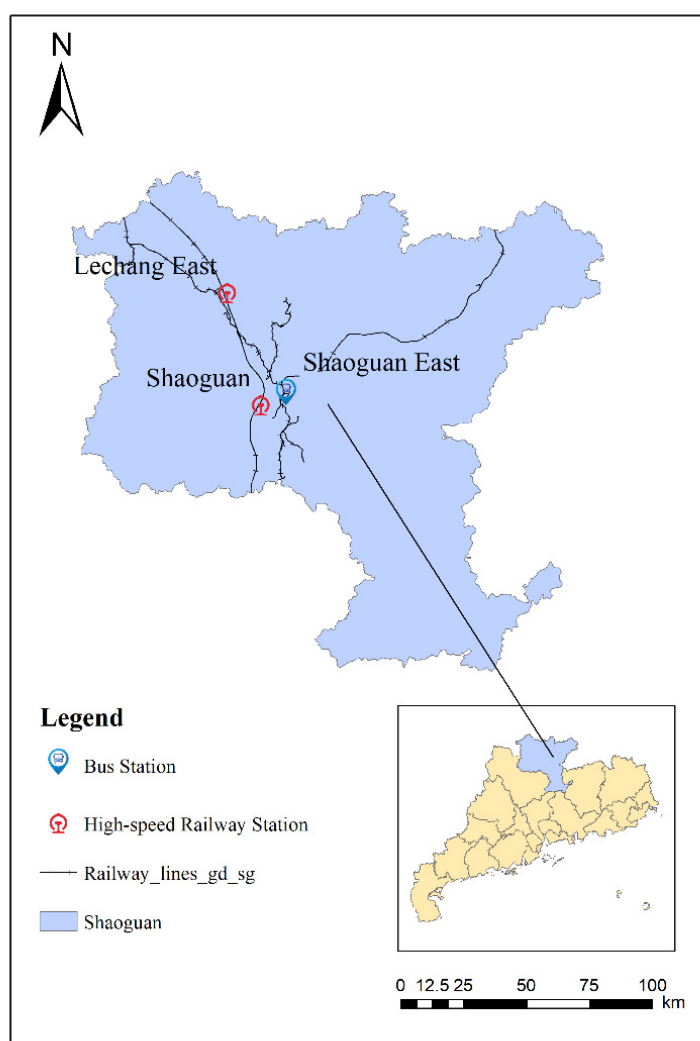 N
Lechang East
Shaoguan East
Shaoguan
Legend
Bus Station
High-speed Railway Station
Railway_lines_gd_sg
Shaoguan
0 12.5 25 50 75 100
km